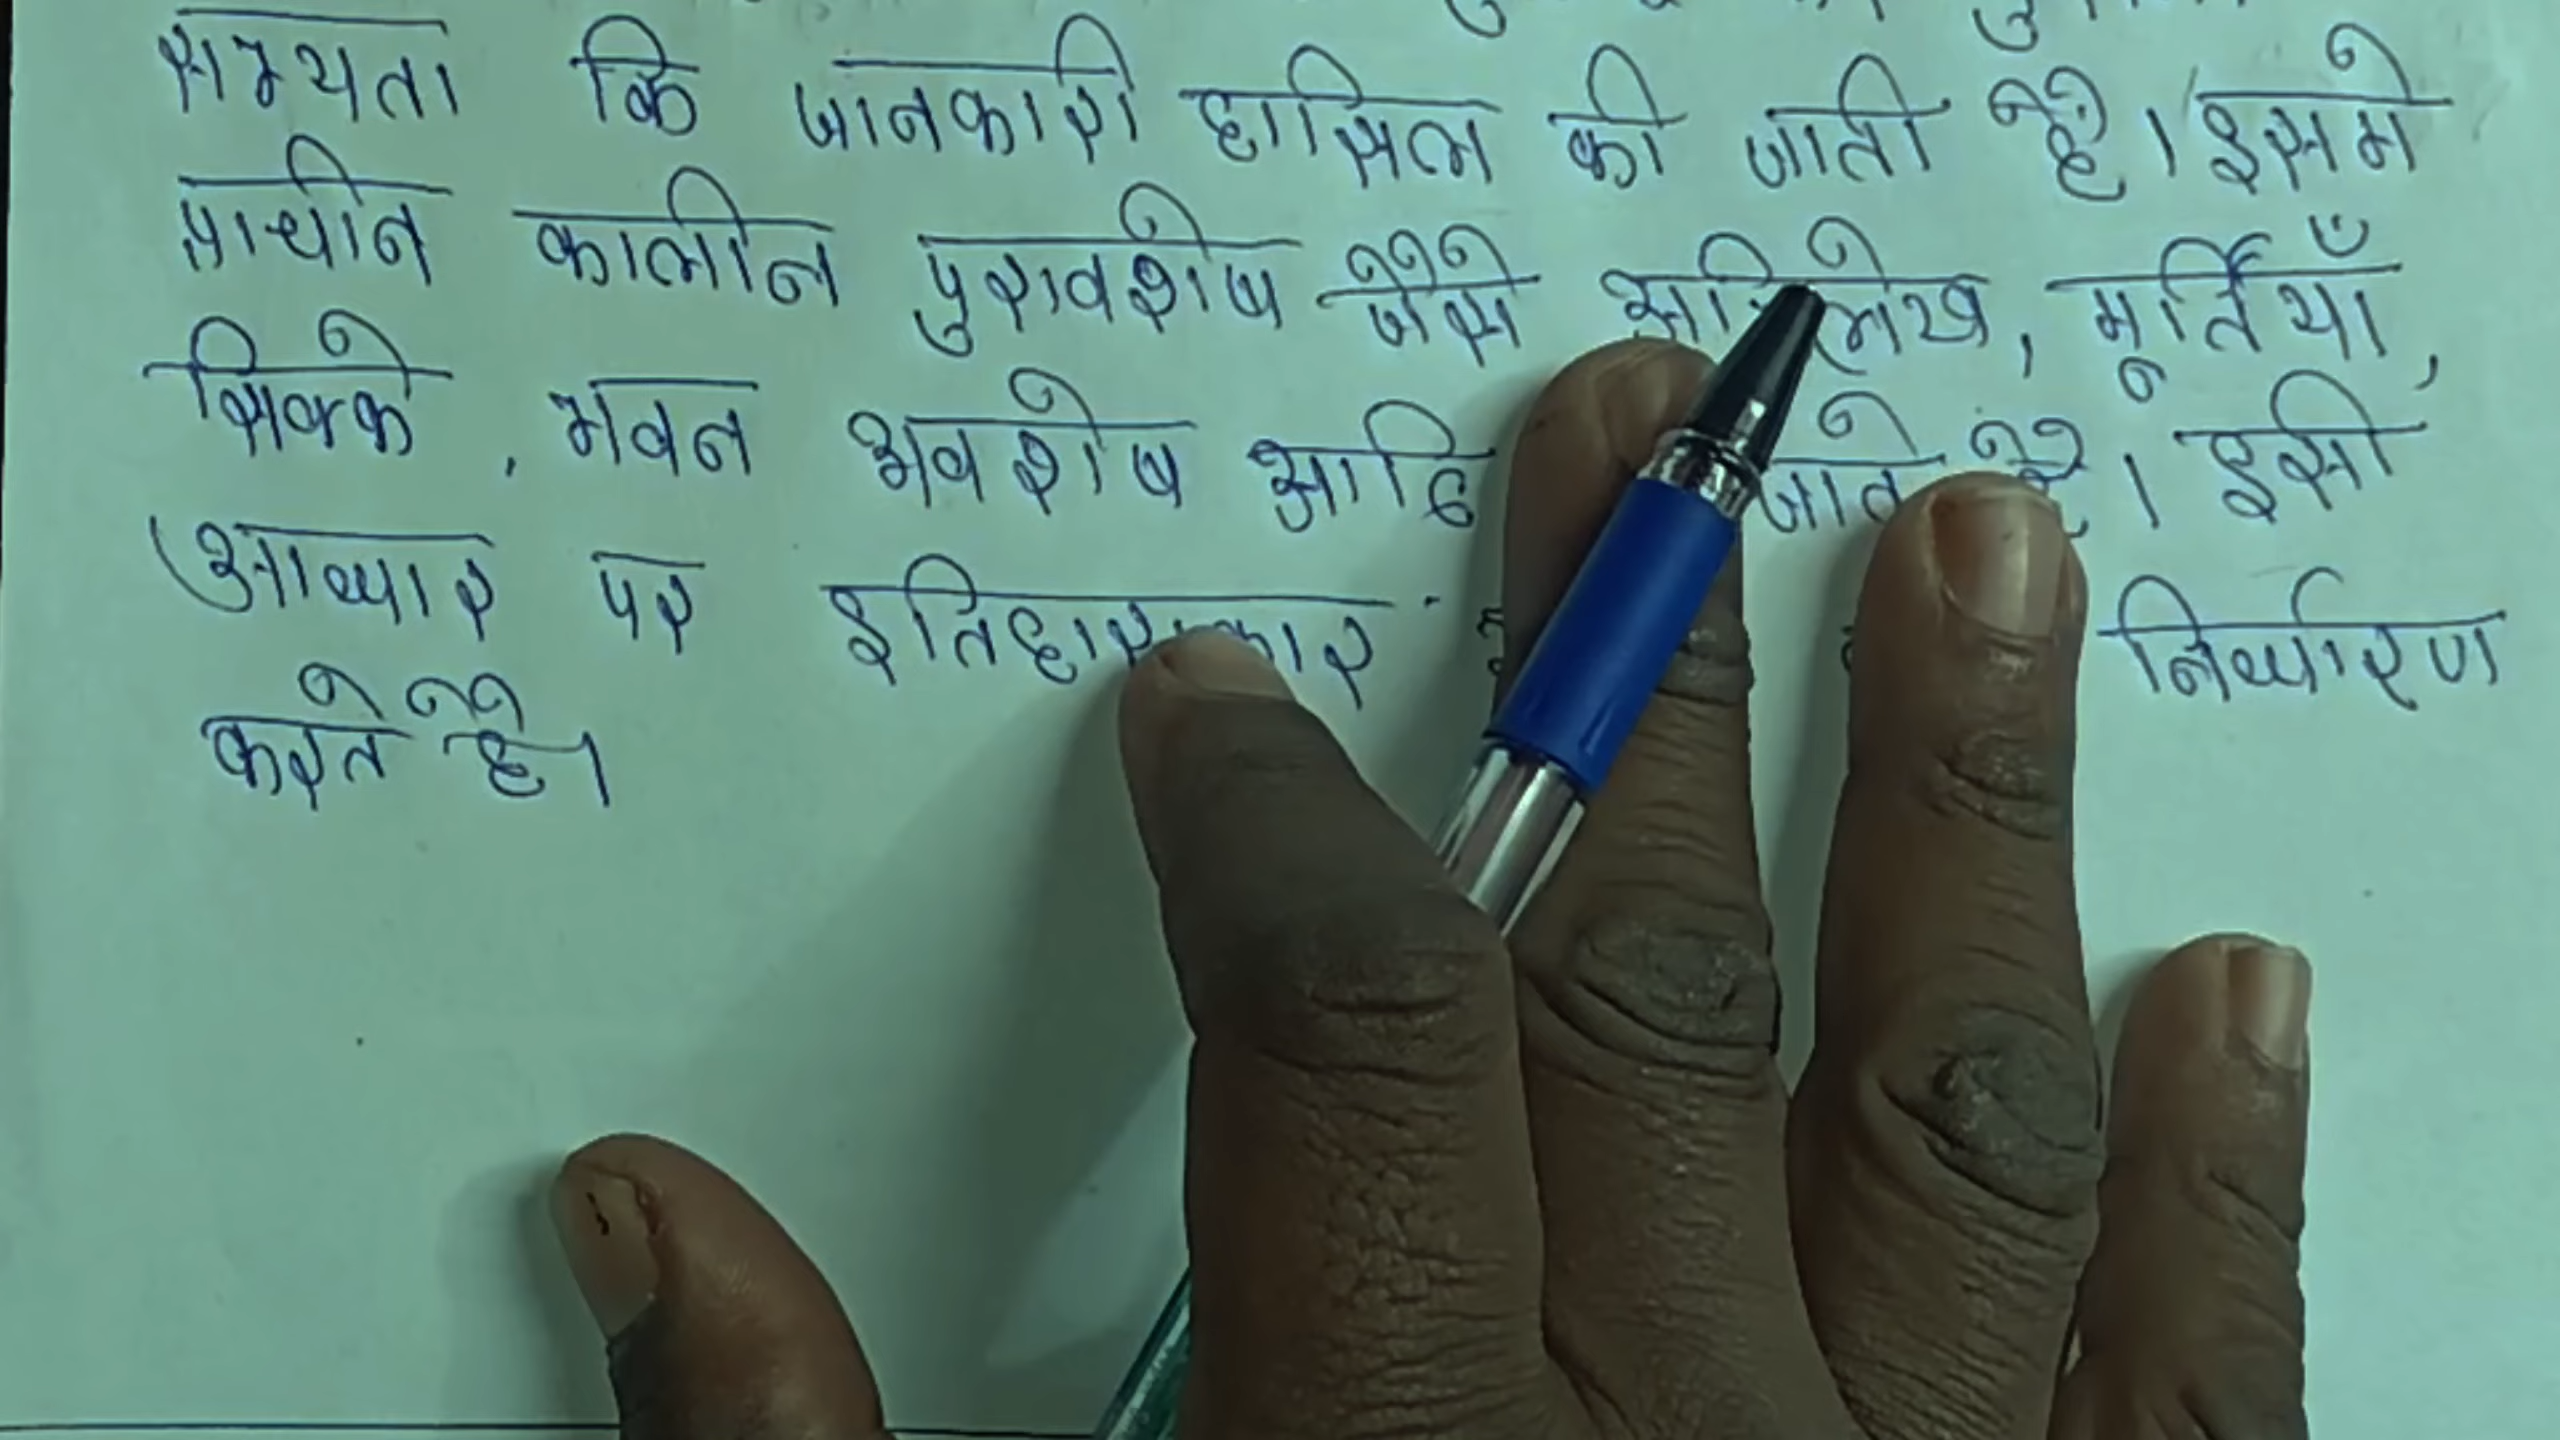 सभ्यता कि जानकारी हासिल की जाती है। इसमे
प्राचीन कालीन पुरावशेष जैसे अभिलेख, मूर्तियाँ,
सिक्के, भवन अवशेष आदि जाते है। इसी
आधार पर इतिहासकार निर्धारण
करते है।